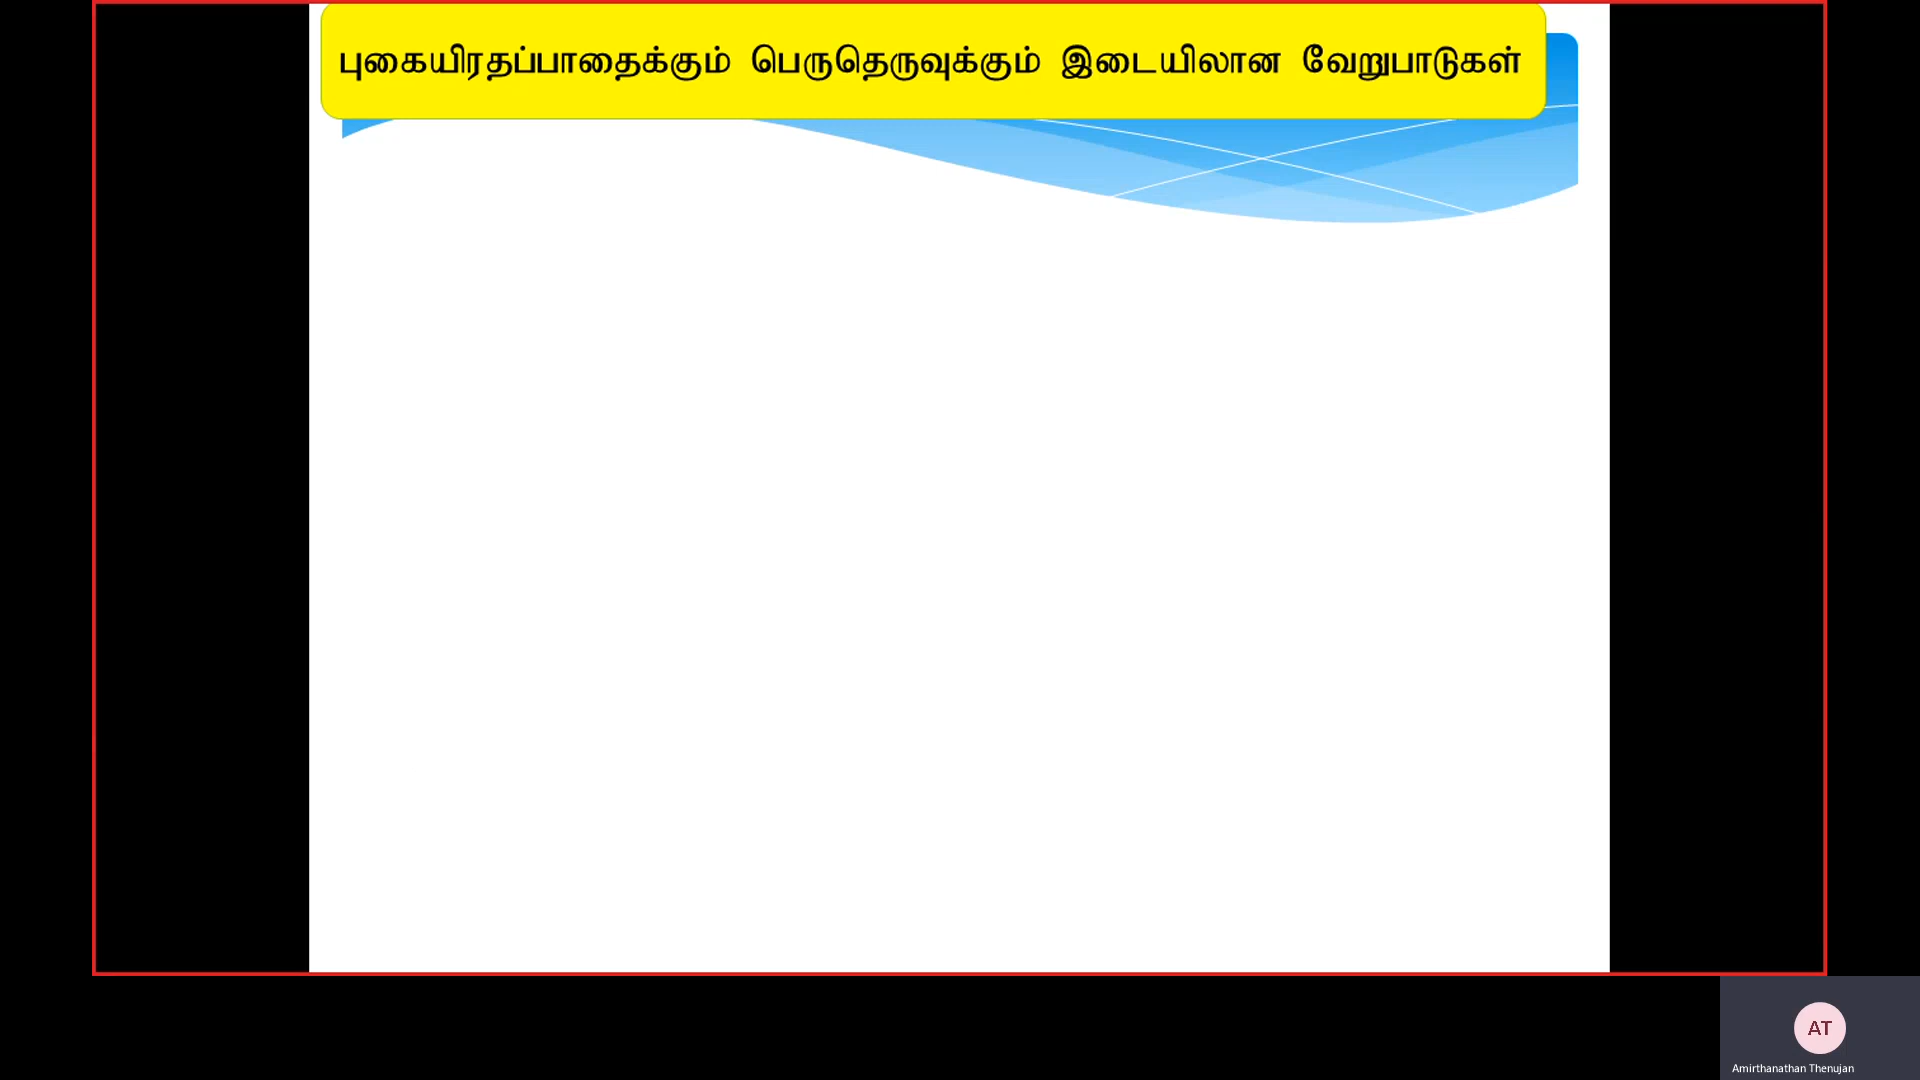 புகையிரதப்பாதைக்கும் பெருதெருவுக்கும் இடையிலான வேறுபாடுகள்
AT
Amirthanathan Thenujan